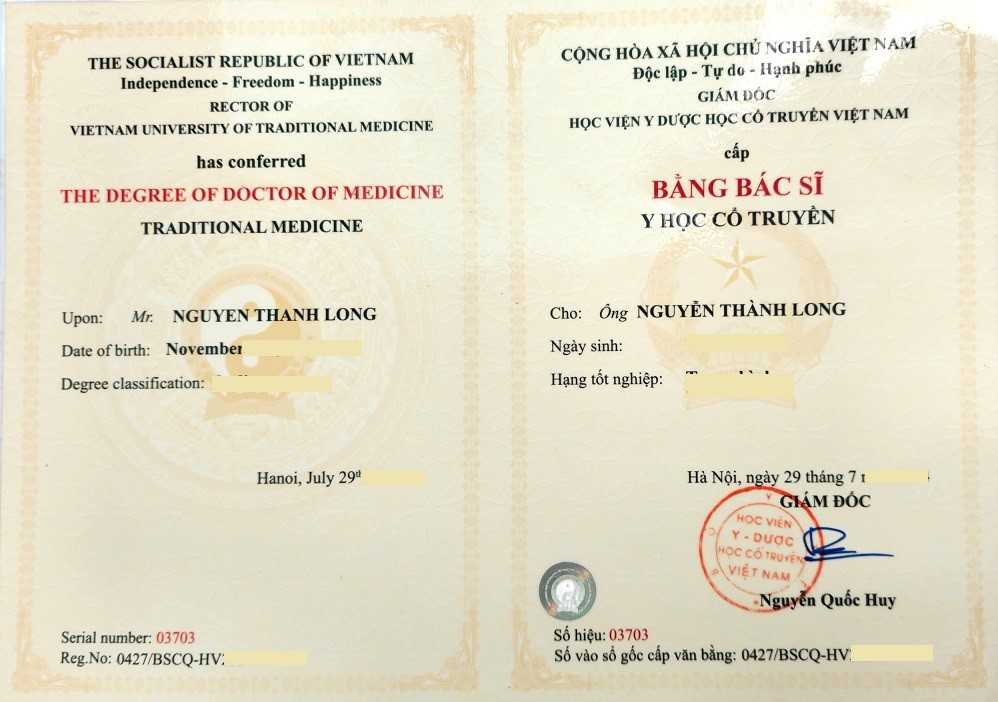 THE SOCIALIST REPUBLIC OF VIETNAM
Independence - Freedom - Happiness
RECTOR OF
VIETNAM UNIVERSITY OF TRADITIONAL MEDICINE
has conferred
THE DEGREE OF DOCTOR OF MEDICINE
TRADITIONAL MEDICINE
Upon: Mr. NGUYEN THANH LONG
Date of birth: November
Degree classification:
Hanoi, July 29th
Serial number: 03703
Reg.No: 0427/BSCQ-HV
CỘNG HÒA XÃ HỘI CHỦ NGHĨA VIỆT NAM
Độc lập - Tự do - Hạnh phúc
GIÁM ĐỐC
HỌC VIỆN Y DƯỢC HỌC CỔ TRUYỀN VIỆT NAM
cấp
BẰNG BÁC SĨ
Y HỌC CỔ TRUYỀN
Cho: Ông NGUYỄN THÀNH LONG
Ngày sinh:
Hạng tốt nghiệp:
Hà Nội, ngày 29 tháng 7
GIÁM ĐỐC
HỌC VIỆN
Y - DƯỢC
HỌC CỔ TRUYỀN
VIỆT NAM
Nguyễn Quốc Huy
Số hiệu: 03703
Số vào sổ gốc cấp văn bằng: 0427/BSCQ-HV